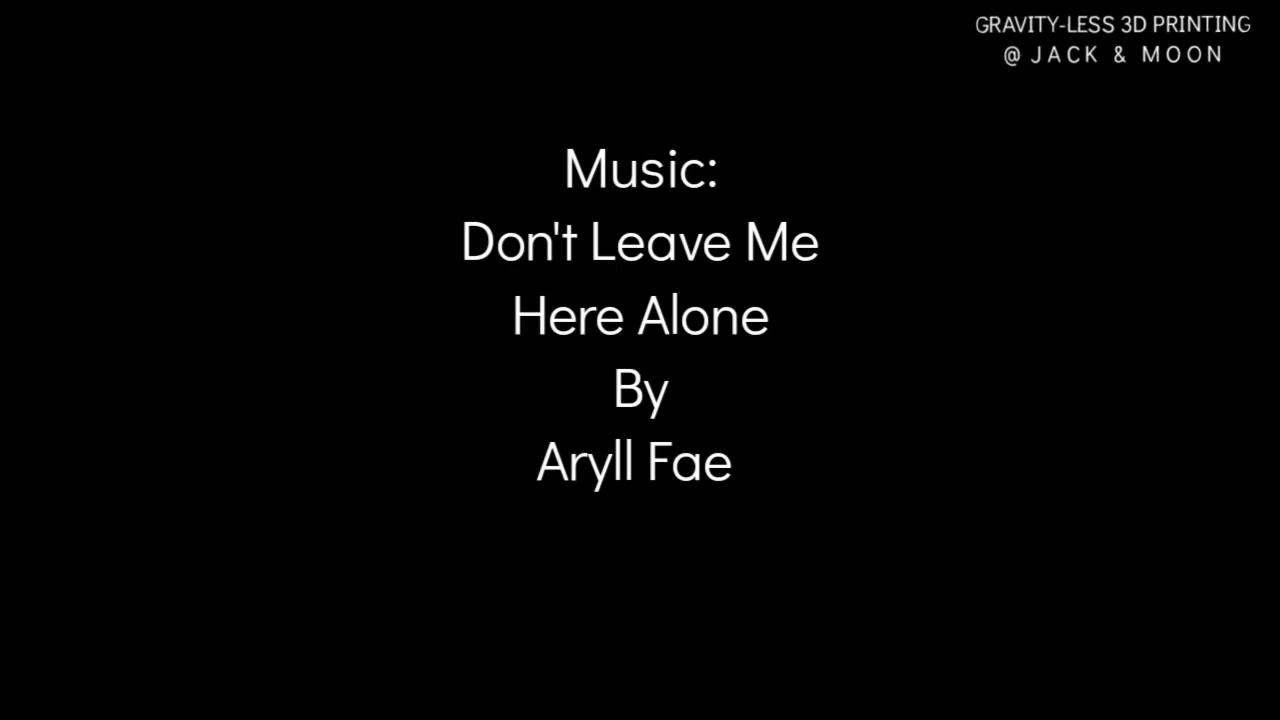 GRAVITY-LESS 3D PRINTING
@ JACK & MOON
Music:
Don't Leave Me
Here Alone
By
Aryll Fae